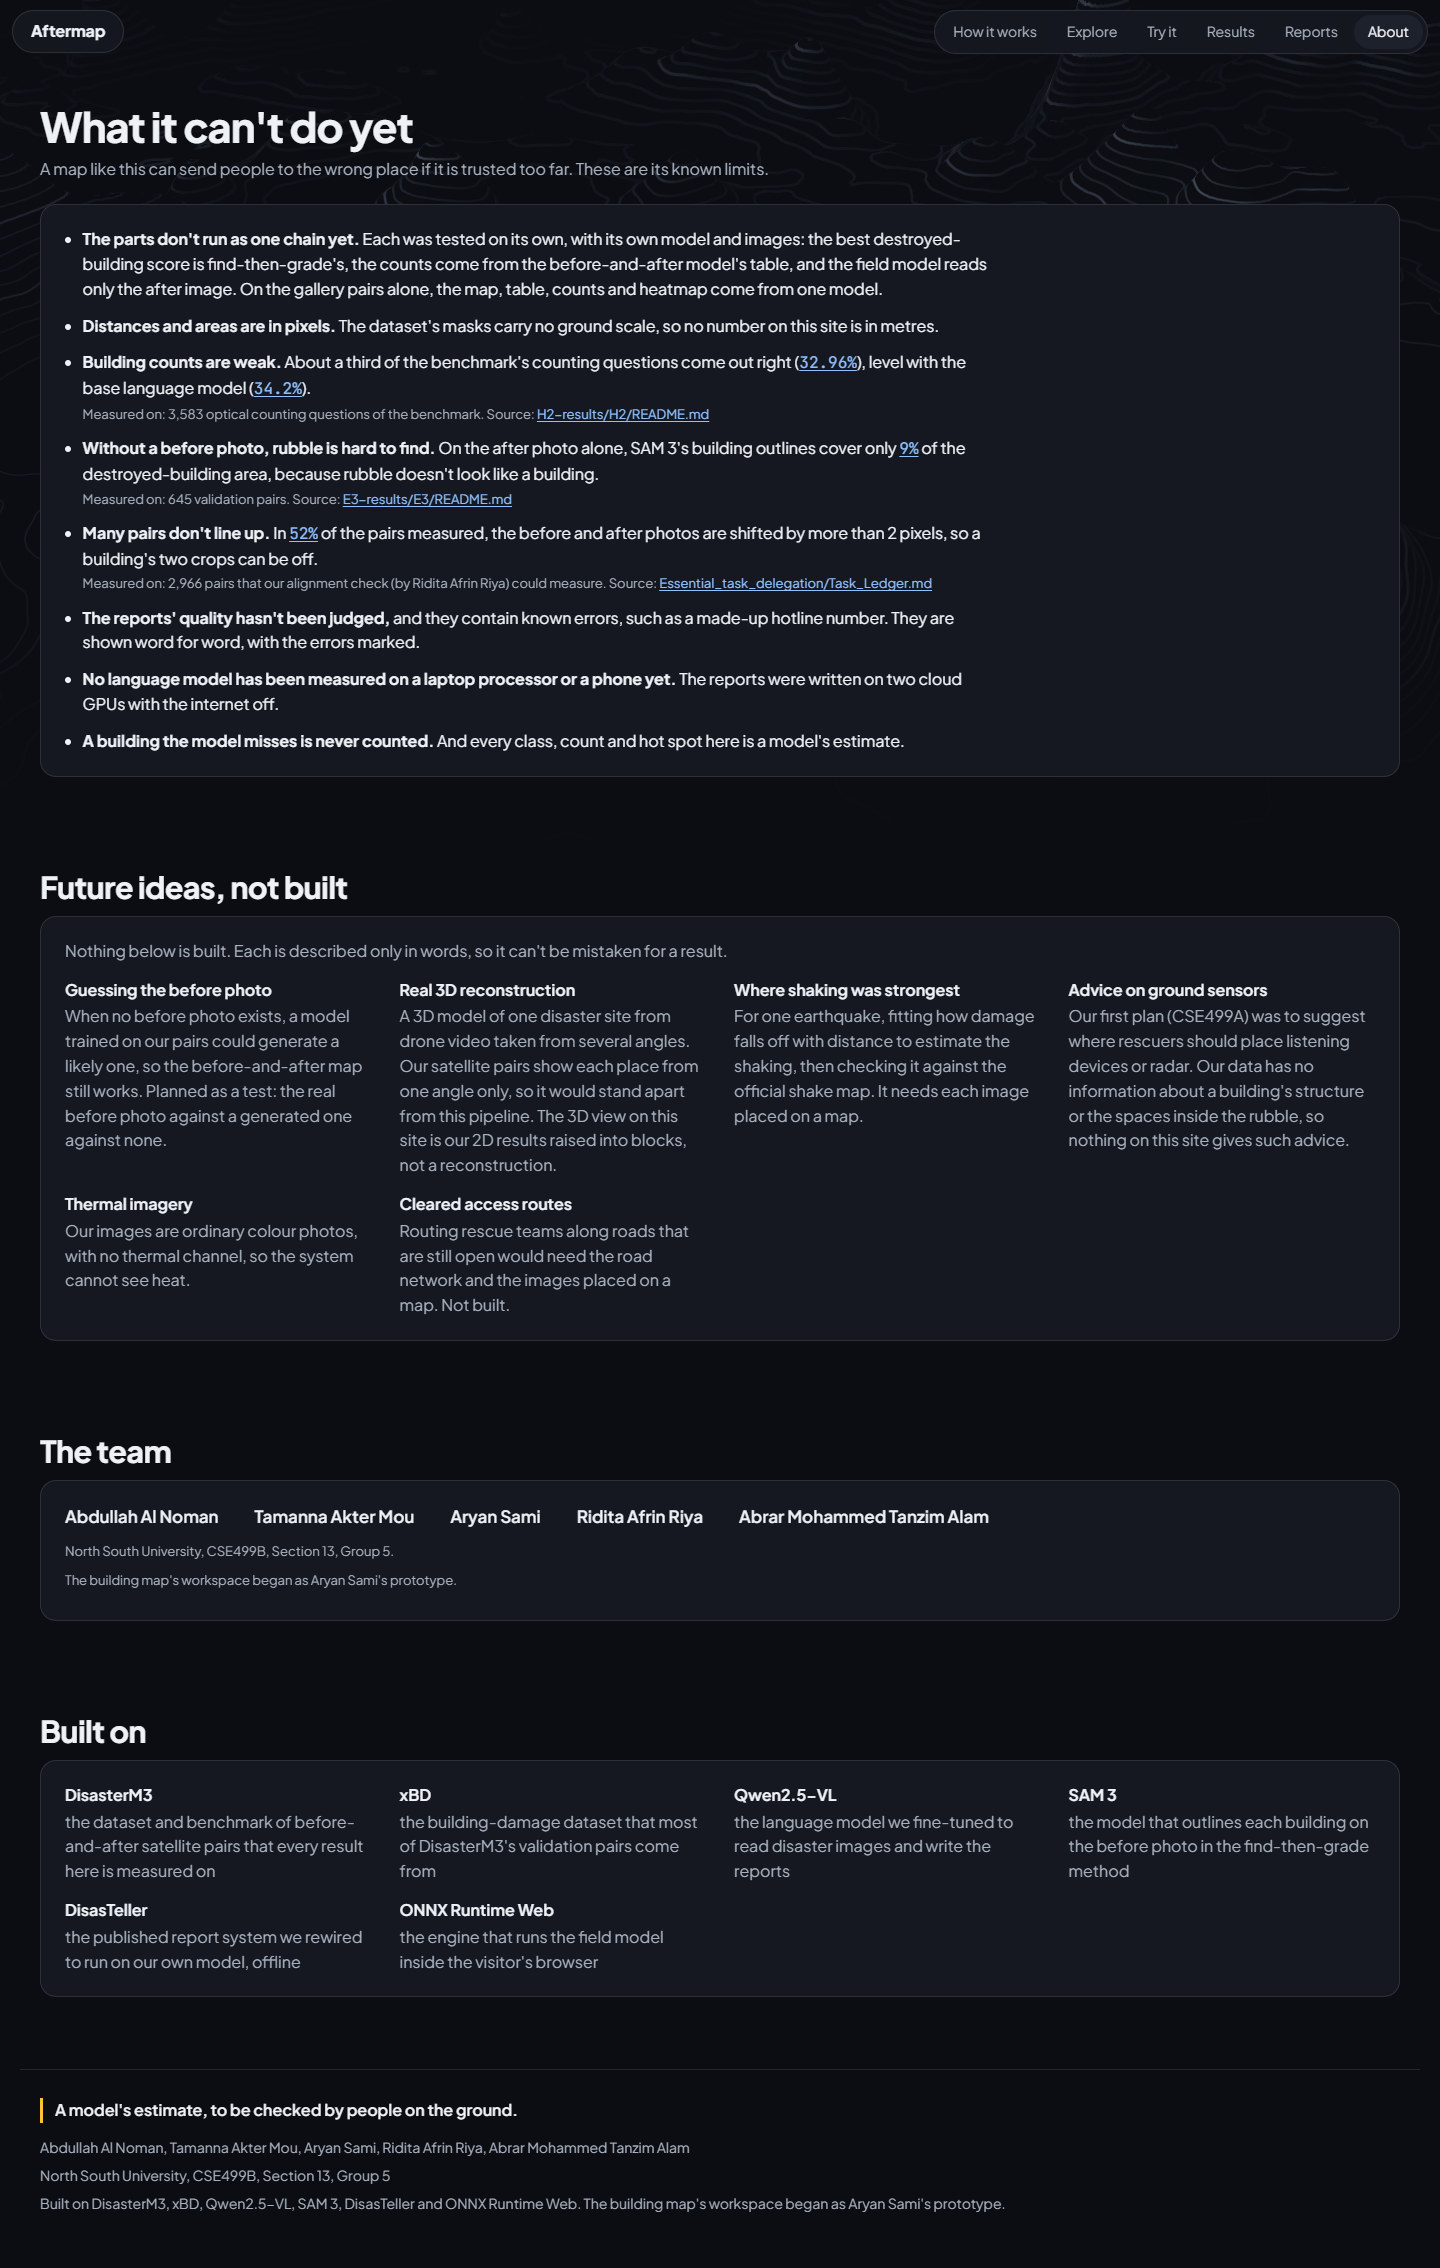 Aftermap
How it works Explore Try it Results Reports About
What it can't do yet
A map like this can send people to the wrong place if it is trusted too far. These are its known limits.
• The parts don't run as one chain yet. Each was tested on its own, with its own model and images: the best destroyed-
building score is find-then-grade's, the counts come from the before-and-after model's table, and the field model reads
only the after image. On the gallery pairs alone, the map, table, counts and heatmap come from one model.
• Distances and areas are in pixels. The dataset's masks carry no ground scale, so no number on this site is in metres.
• Building counts are weak. About a third of the benchmark's counting questions come out right (32.96%), level with the
base language model (34.2%).
Measured on: 3,583 optical counting questions of the benchmark. Source: H2-results/H2/README.md
• Without a before photo, rubble is hard to find. On the after photo alone, SAM 3's building outlines cover only 9% of the
destroyed-building area, because rubble doesn't look like a building.
Measured on: 645 validation pairs. Source: E3-results/E3/README.md
• Many pairs don't line up. In 52% of the pairs measured, the before and after photos are shifted by more than 2 pixels, so a
building's two crops can be off.
Measured on: 2,966 pairs that our alignment check (by Ridita Afrin Riya) could measure. Source: Essential_task_delegation/Task_Ledger.md
• The reports' quality hasn't been judged, and they contain known errors, such as a made-up hotline number. They are
shown word for word, with the errors marked.
• No language model has been measured on a laptop processor or a phone yet. The reports were written on two cloud
GPUs with the internet off.
• A building the model misses is never counted. And every class, count and hot spot here is a model's estimate.
Future ideas, not built
Nothing below is built. Each is described only in words, so it can't be mistaken for a result.
Guessing the before photo
When no before photo exists, a model
trained on our pairs could generate a
likely one, so the before-and-after map
still works. Planned as a test: the real
before photo against a generated one
against none.
Real 3D reconstruction
A 3D model of one disaster site from
drone video taken from several angles.
Our satellite pairs show each place from
one angle only, so it would stand apart
from this pipeline. The 3D view on this
site is our 2D results raised into blocks,
not a reconstruction.
Where shaking was strongest
For one earthquake, fitting how damage
falls off with distance to estimate the
shaking, then checking it against the
official shake map. It needs each image
placed on a map.
Advice on ground sensors
Our first plan (CSE499A) was to suggest
where rescuers should place listening
devices or radar. Our data has no
information about a building's structure
or the spaces inside the rubble, so
nothing on this site gives such advice.
Thermal imagery
Our images are ordinary colour photos,
with no thermal channel, so the system
cannot see heat.
Cleared access routes
Routing rescue teams along roads that
are still open would need the road
network and the images placed on a
map. Not built.
The team
Abdullah Al Noman Tamanna Akter Mou Aryan Sami Ridita Afrin Riya Abrar Mohammed Tanzim Alam
North South University, CSE499B, Section 13, Group 5.
The building map's workspace began as Aryan Sami's prototype.
Built on
DisasterM3
the dataset and benchmark of before-
and-after satellite pairs that every result
here is measured on
xBD
the building-damage dataset that most
of DisasterM3's validation pairs come
from
Qwen2.5-VL
the language model we fine-tuned to
read disaster images and write the
reports
SAM 3
the model that outlines each building on
the before photo in the find-then-grade
method
DisasTeller
the published report system we rewired
to run on our own model, offline
ONNX Runtime Web
the engine that runs the field model
inside the visitor's browser
A model's estimate, to be checked by people on the ground.
Abdullah Al Noman, Tamanna Akter Mou, Aryan Sami, Ridita Afrin Riya, Abrar Mohammed Tanzim Alam
North South University, CSE499B, Section 13, Group 5
Built on DisasterM3, xBD, Qwen2.5-VL, SAM 3, DisasTeller and ONNX Runtime Web. The building map's workspace began as Aryan Sami's prototype.